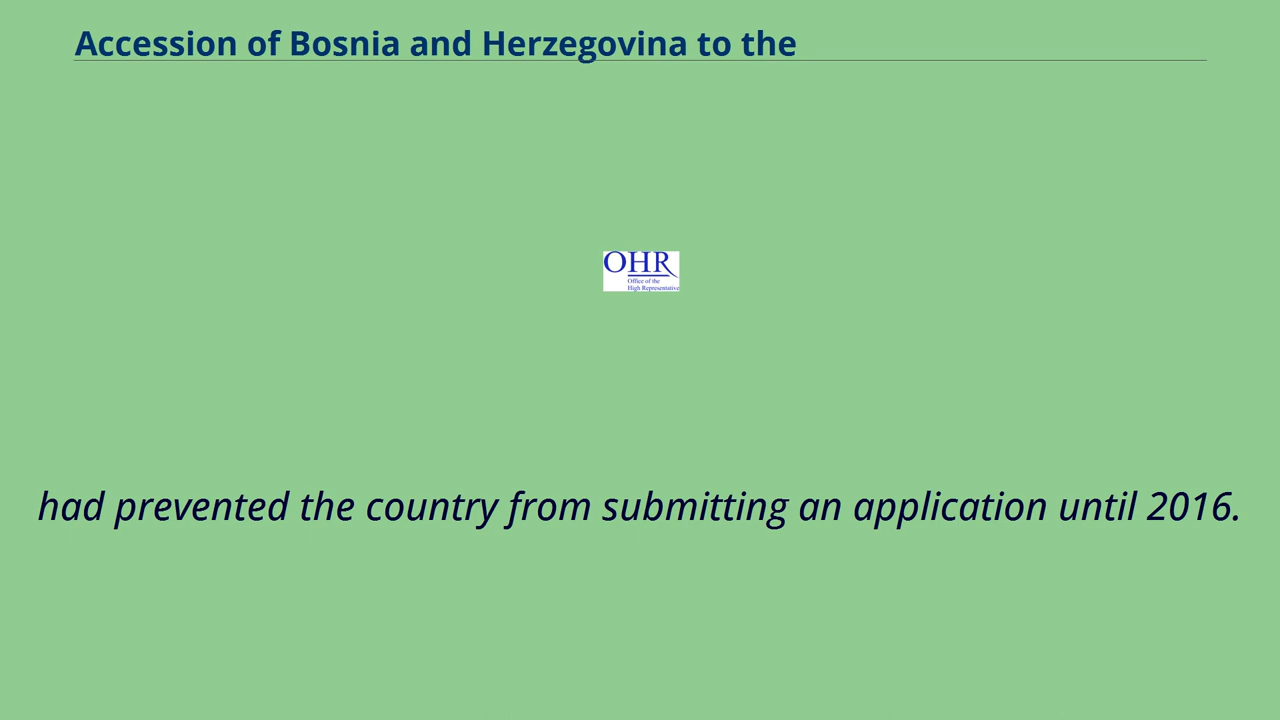 Accession of Bosnia and Herzegovina to the
OHR
Office of the
High Representative
had prevented the country from submitting an application until 2016.